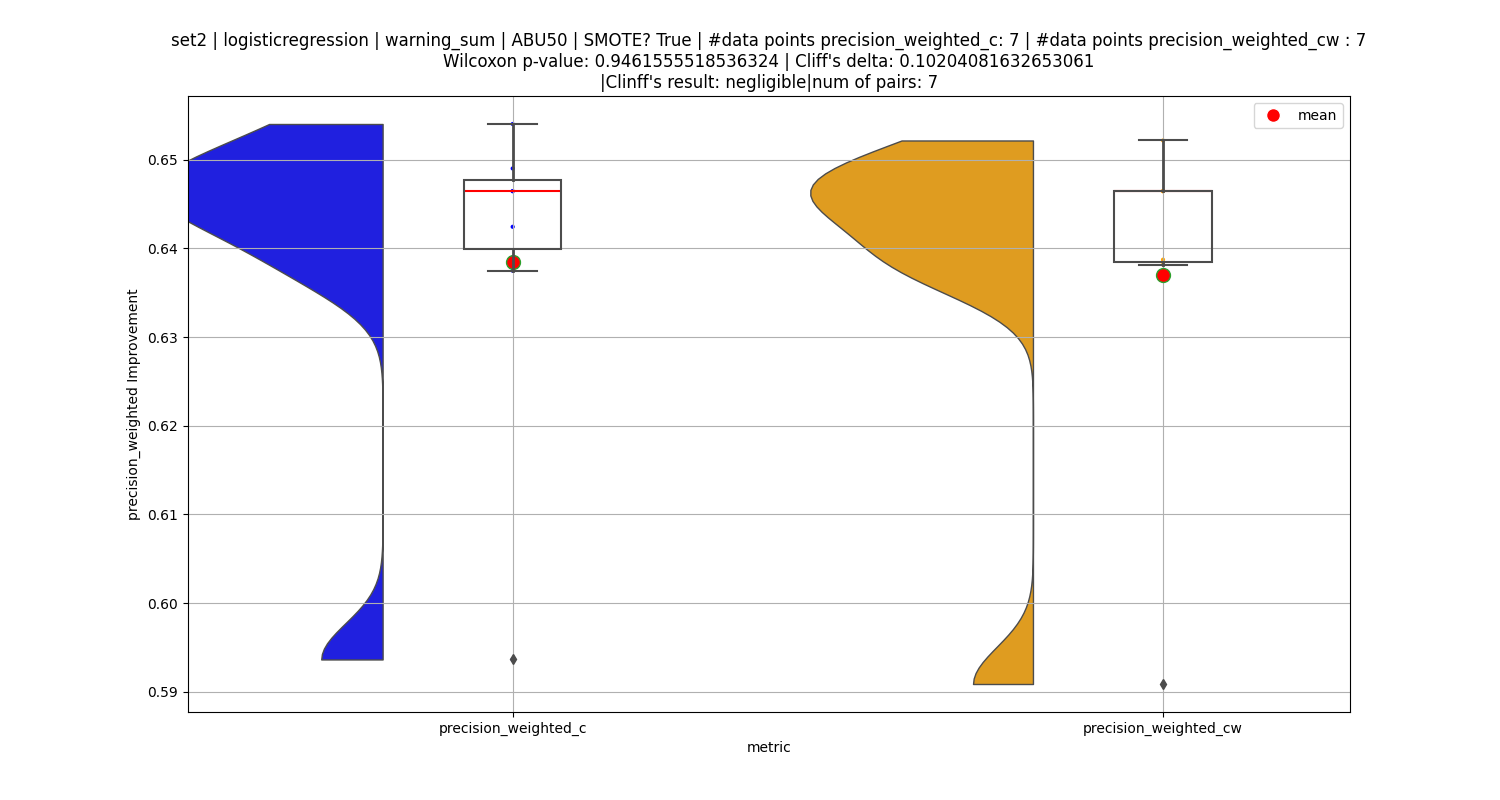 set2 | logisticregression | warning_sum | ABU50 | SMOTE? True | #data points precision_weighted_c: 7 | #data points precision_weighted_cw : 7
Wilcoxon p-value: 0.9461555518536324 | Cliff's delta: 0.10204081632653061
|Clinff's result: negligible|num of pairs: 7
mean
precision_weighted Improvement
0.65
0.64
0.63
0.62
0.61
0.60
0.59
precision_weighted_c
precision_weighted_cw
metric